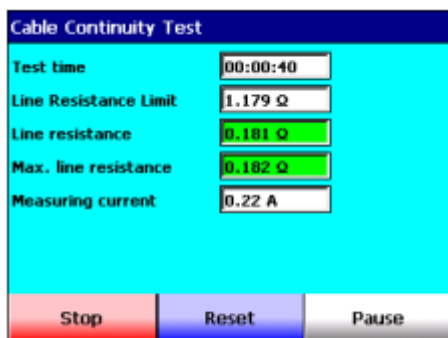 Cable Continuity Test
Test time 00:00:40
Line Resistance Limit 1.179 Ω
Line resistance 0.181 Ω
Max. line resistance 0.182 Ω
Measuring current 0.22 A
Stop Reset Pause